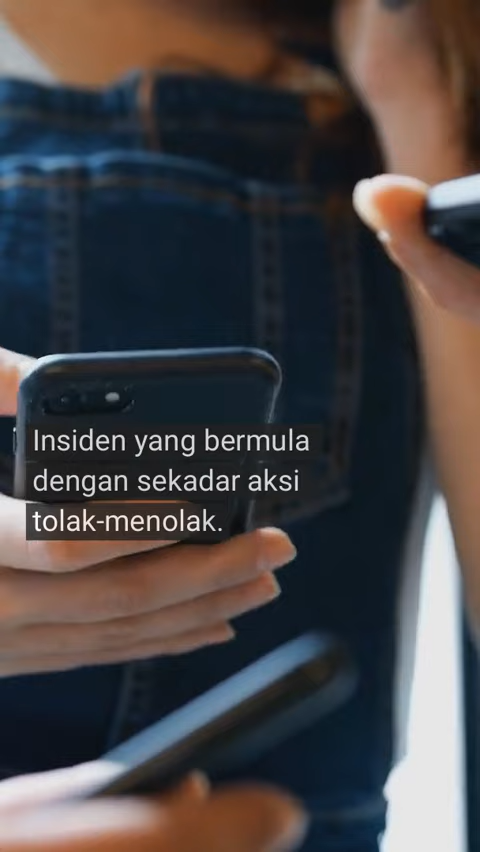 Insiden yang bermula
dengan sekadar aksi
tolak-menolak.